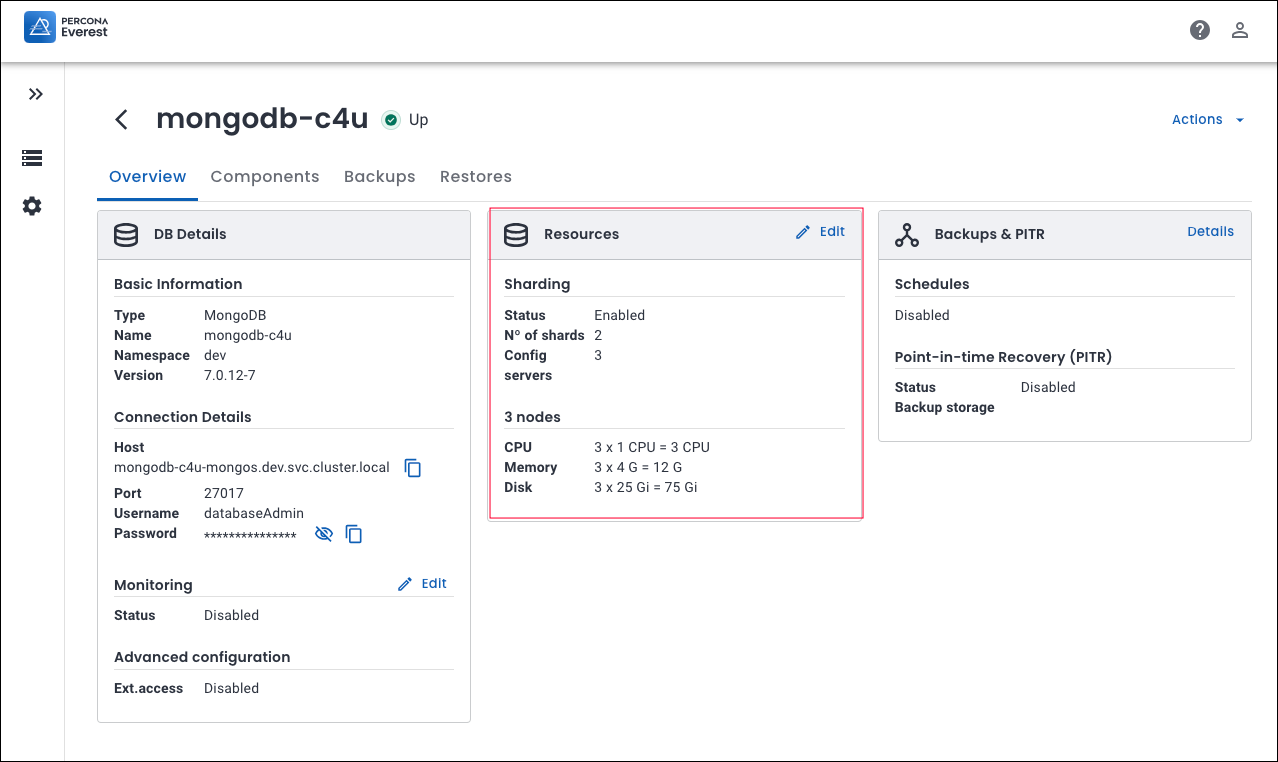 PERCONA
Everest
mongodb-c4u
Up
Actions
Overview
Components
Backups
Restores
DB Details
Basic Information
Type MongoDB
Name mongodb-c4u
Namespace dev
Version 7.0.12-7
Connection Details
Host
mongodb-c4u-mongos.dev.svc.cluster.local
Port 27017
Username databaseAdmin
Password ***************
Monitoring Edit
Status Disabled
Advanced configuration
Ext.access Disabled
Resources Edit
Sharding
Status Enabled
Nº of shards 2
Config 3
servers
3 nodes
CPU 3 x 1 CPU = 3 CPU
Memory 3 x 4 G = 12 G
Disk 3 x 25 Gi = 75 Gi
Backups & PITR Details
Schedules
Disabled
Point-in-time Recovery (PITR)
Status Disabled
Backup storage